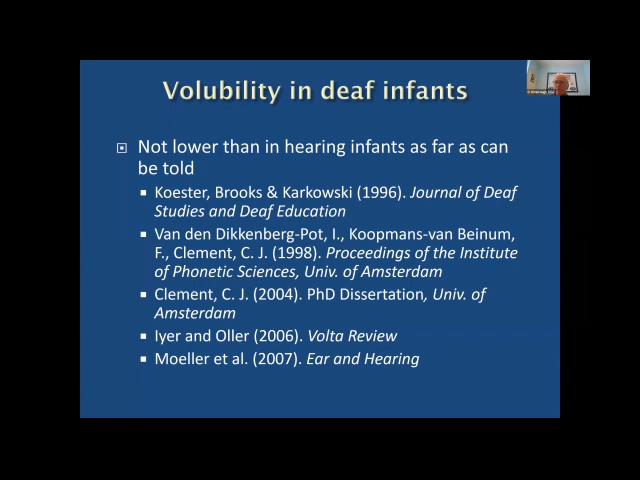 Volubility in deaf infants
Not lower than in hearing infants as far as can
be told
Koester, Brooks & Karkowski (1996). Journal of Deaf
Studies and Deaf Education
Van den Dikkenberg-Pot, I., Koopmans-van Beinum,
F., Clement, C. J. (1998). Proceedings of the Institute
of Phonetic Sciences, Univ. of Amsterdam
Clement, C. J. (2004). PhD Dissertation, Univ. of
Amsterdam
Iyer and Oller (2006). Volta Review
Moeller et al. (2007). Ear and Hearing